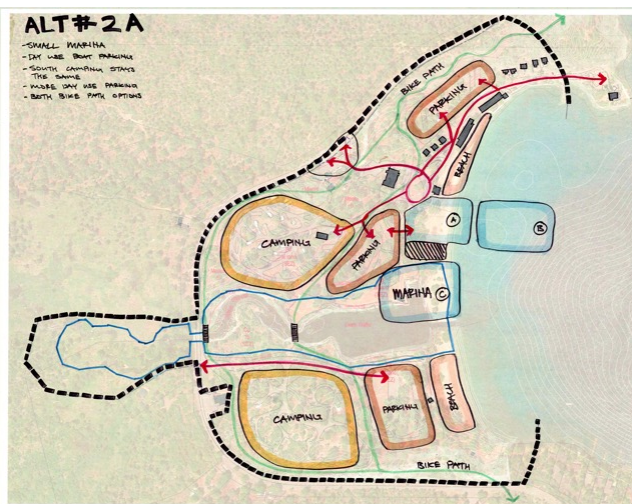 ALT# 2A
-SMALL MARINA
-DAY USE BOAT PARKING
-SOUTH CAMPING STAYS
THE SAME
-MORE DAY USE PARKING
-BOTH BIKE PATH OPTIONS
BIKE PATH
PARKING
BEACH
A
B
CAMPING
PARKING
MARINA C
CAMPING
PARKING
BEACH
BIKE PATH